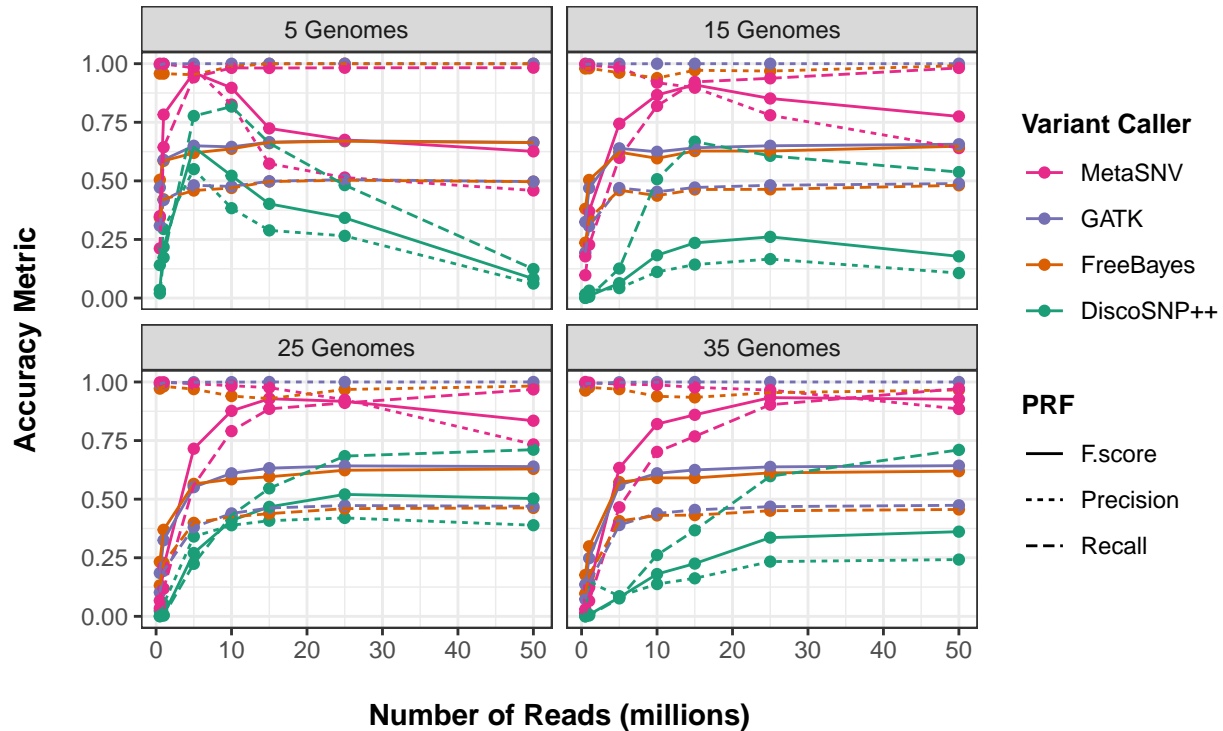 5 Genomes
15 Genomes
1.00
0.75
0.50
0.25
0.00
25 Genomes
35 Genomes
1.00
0.75
0.50
0.25
0.00
0 10 20 30 40 50
0 10 20 30 40 50
Accuracy Metric
Number of Reads (millions)
Variant Caller
MetaSNV
GATK
FreeBayes
DiscoSNP++
PRF
F.score
Precision
Recall